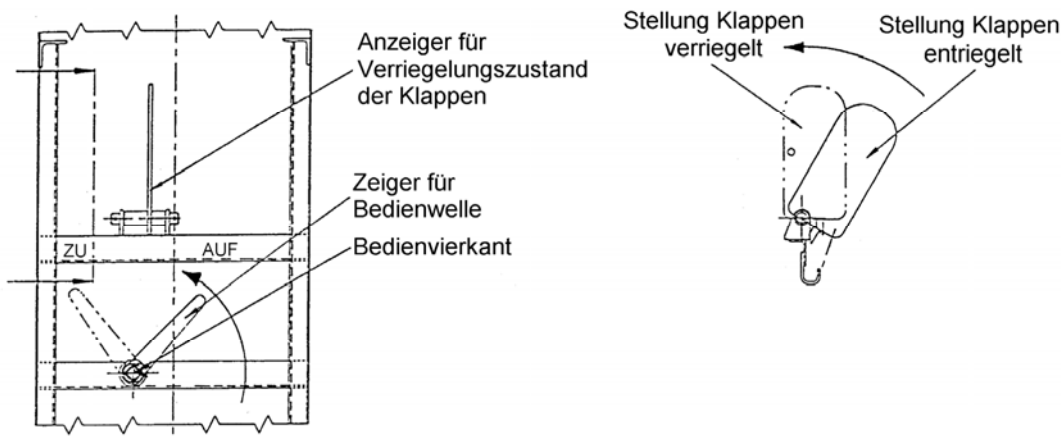 Anzeiger für
Verriegelungszustand
der Klappen
Zeiger für
Bedienwelle
Bedienvierkant
ZU
AUF
Stellung Klappen
verriegelt
Stellung Klappen
entriegelt